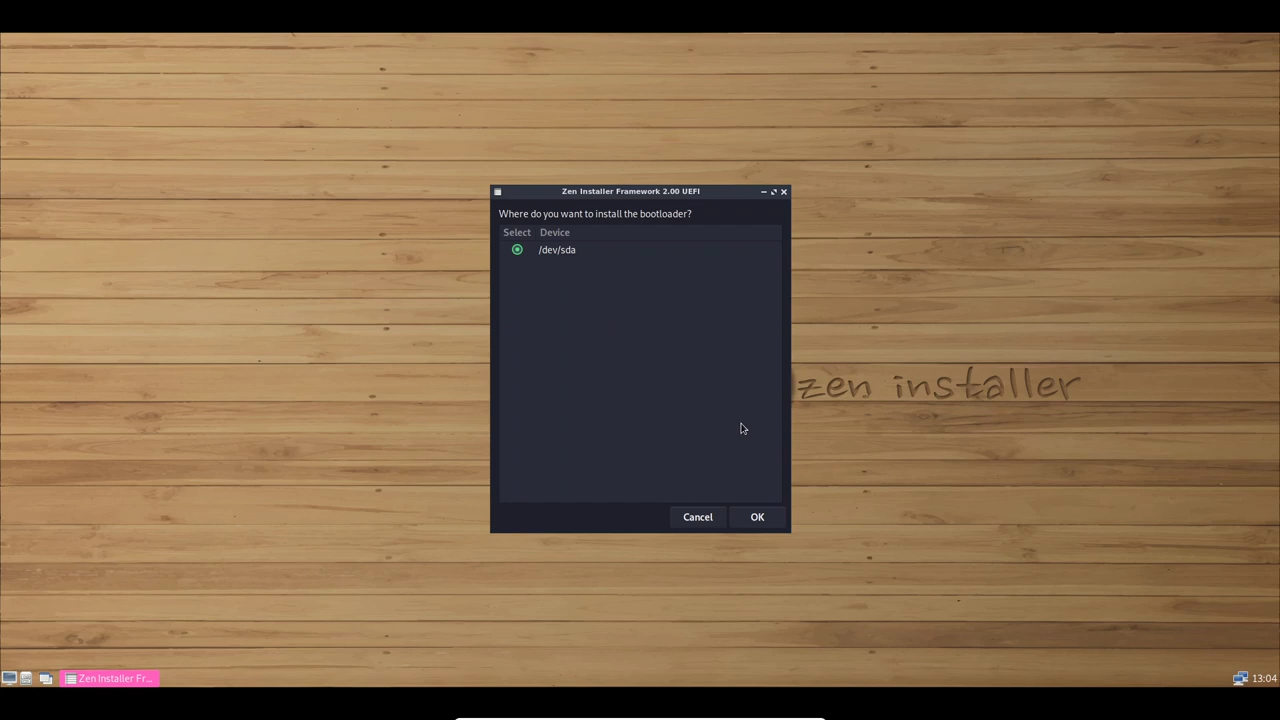 Zen Installer Framework 2.00 UEFI
Where do you want to install the bootloader?
Select Device
/dev/sda
zen installer
Cancel OK
Zen Installer Fr...
13:04